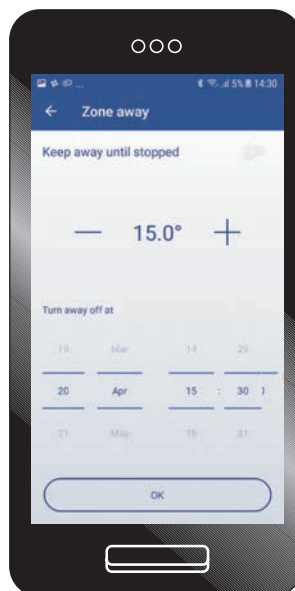 5% 14:30
Zone away
Keep away until stopped
— 15.0° +
Turn away off at
19 Mar 14 29
20 Apr 15 : 30
21 May 16 31
OK